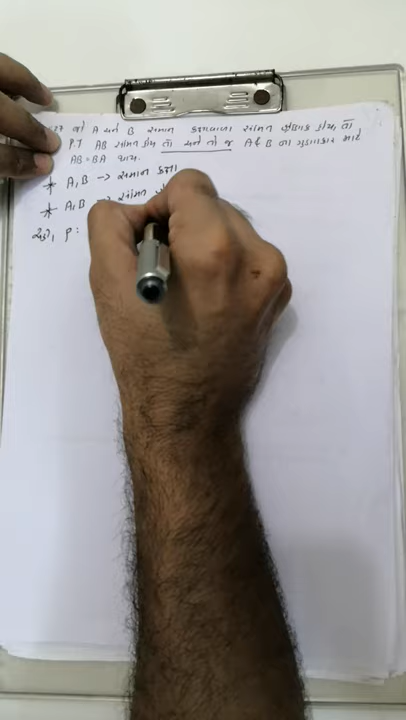 જો A અને B સમાન કક્ષાવાળા સંમિત શ્રેણિક હોય, તો
P.T AB સંમિત હોય તો અને તો જ A & B ના ગુણાકાર માટે
AB = BA થાય.
* A, B → સમાન કક્ષા
* A, B → સંમિત
P :